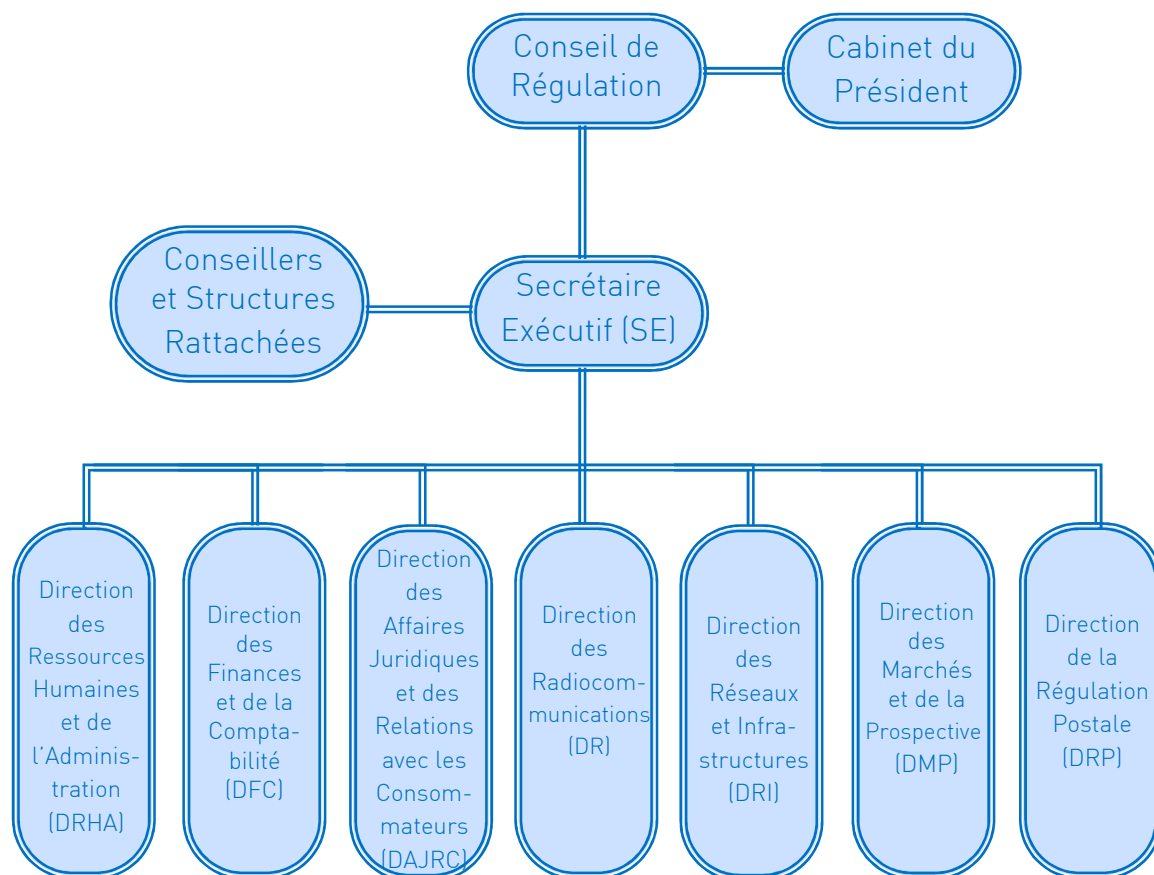 Conseil de
Régulation
Cabinet du
Président
Conseillers
et Structures
Rattachées
Secrétaire
Exécutif (SE)
Direction
des
Ressources
Humaines
et de
l'Adminis-
tration
(DRHA)
Direction
des
Finances
et de la
Compta-
bilité
(DFC)
Direction
des
Affaires
Juridiques
et des
Relations
avec les
Consom-
mateurs
(DAJRC)
Direction
des
Radiocom-
munications
(DR)
Direction
des
Réseaux
et Infra-
structures
(DRI)
Direction
des
Marchés
et de la
Prospective
(DMP)
Direction
de la
Régulation
Postale
(DRP)